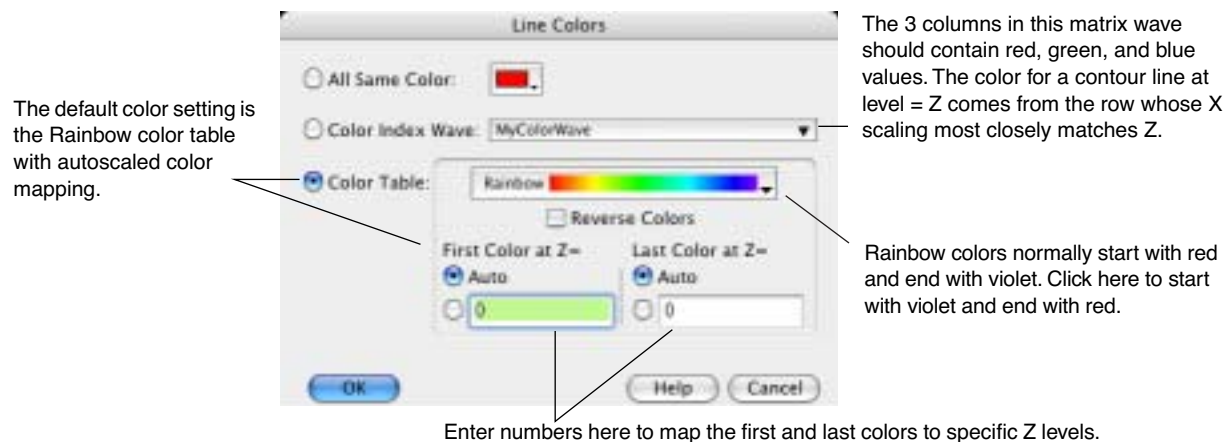 Line Colors
All Same Color:
Color Index Wave: MyColorWave
Color Table: Rainbow
Reverse Colors
First Color at Z= Last Color at Z=
Auto Auto
0 0
OK Help Cancel
The default color setting is
the Rainbow color table
with autoscaled color
mapping.
The 3 columns in this matrix wave
should contain red, green, and blue
values. The color for a contour line at
level = Z comes from the row whose X
scaling most closely matches Z.
Rainbow colors normally start with red
and end with violet. Click here to start
with violet and end with red.
Enter numbers here to map the first and last colors to specific Z levels.